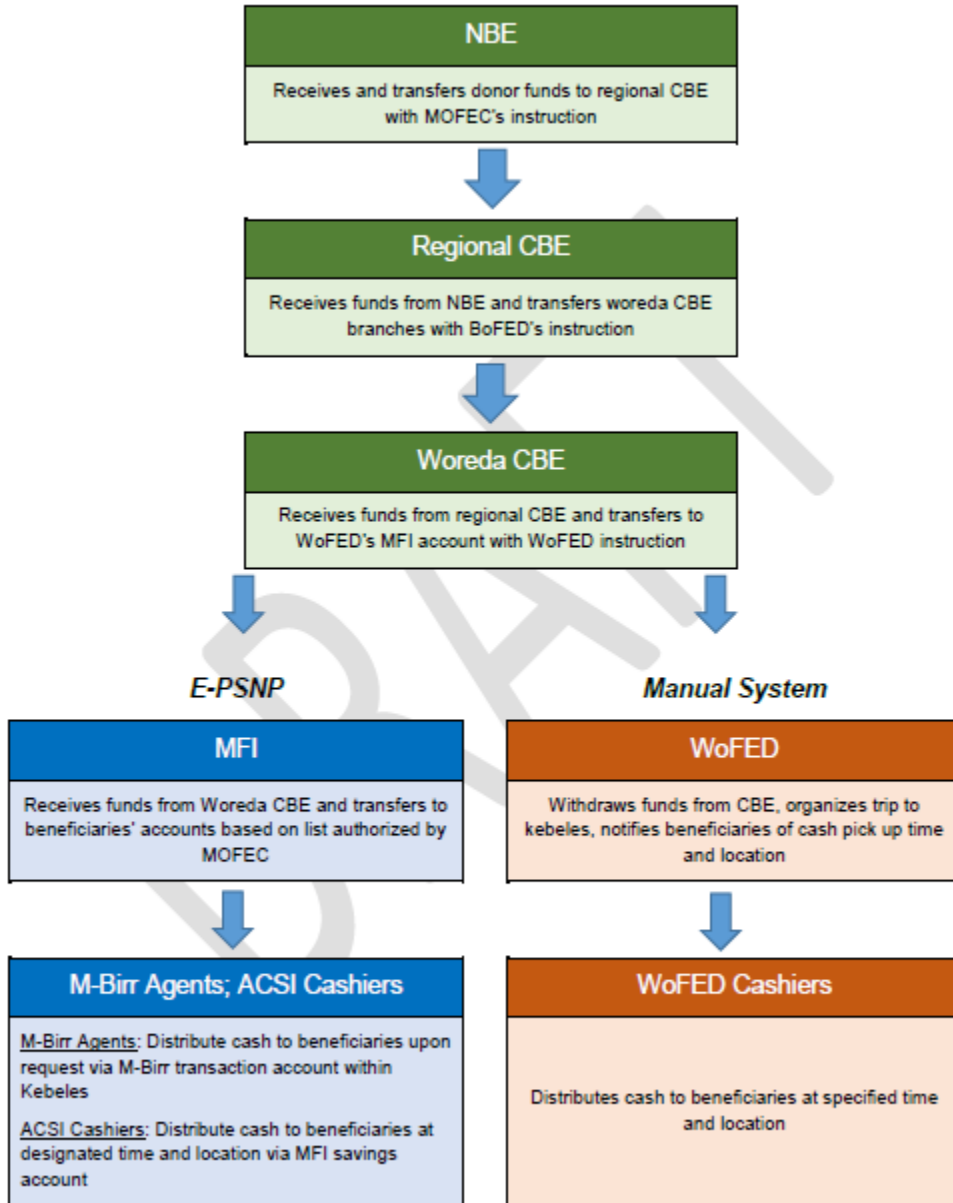 NBE
Receives and transfers donor funds to regional CBE
with MOFEC's instruction
Regional CBE
Receives funds from NBE and transfers woreda CBE
branches with BoFED's instruction
Woreda CBE
Receives funds from regional CBE and transfers to
WoFED's MFI account with WoFED instruction
E-PSNP
MFI
Receives funds from Woreda CBE and transfers to
beneficiaries' accounts based on list authorized by
MOFEC
M-Birr Agents; ACSI Cashiers
M-Birr Agents: Distribute cash to beneficiaries upon
request via M-Birr transaction account within
Kebeles
ACSI Cashiers: Distribute cash to beneficiaries at
designated time and location via MFI savings
account
Manual System
WoFED
Withdraws funds from CBE, organizes trip to
kebeles, notifies beneficiaries of cash pick up time
and location
WoFED Cashiers
Distributes cash to beneficiaries at specified time
and location
DRAFT